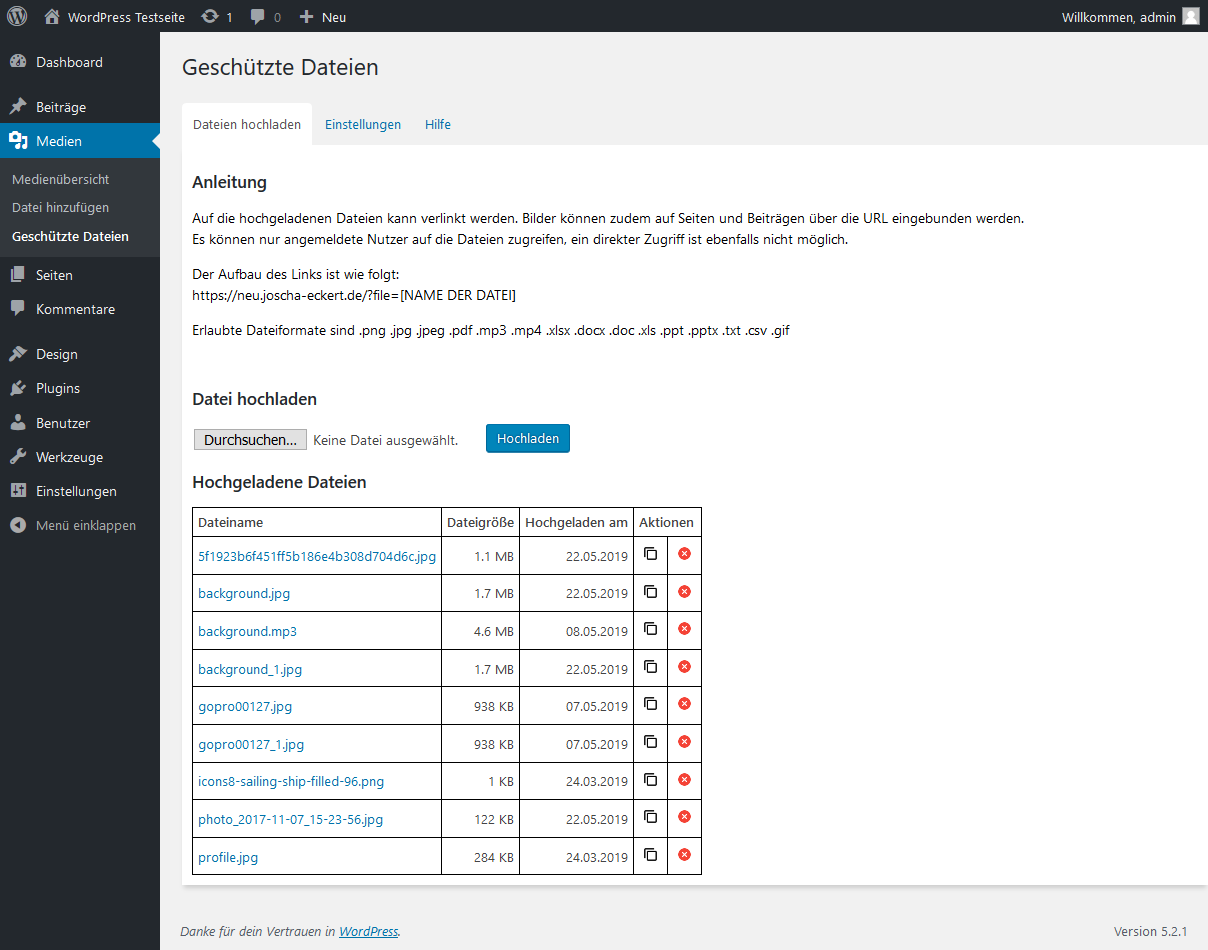 WordPress Testseite 1 0 Neu Willkommen, admin
Dashboard
Beiträge
Medien
Medienübersicht
Datei hinzufügen
Geschützte Dateien
Seiten
Kommentare
Design
Plugins
Benutzer
Werkzeuge
Einstellungen
Menü einklappen
Geschützte Dateien
Dateien hochladen Einstellungen Hilfe
Anleitung
Auf die hochgeladenen Dateien kann verlinkt werden. Bilder können zudem auf Seiten und Beiträgen über die URL eingebunden werden.
Es können nur angemeldete Nutzer auf die Dateien zugreifen, ein direkter Zugriff ist ebenfalls nicht möglich.
Der Aufbau des Links ist wie folgt:
https://neu.joscha-eckert.de/?file=[NAME DER DATEI]
Erlaubte Dateiformate sind .png .jpg .jpeg .pdf .mp3 .mp4 .xlsx .docx .doc .xls .ppt .pptx .txt .csv .gif
Datei hochladen
Durchsuchen... Keine Datei ausgewählt. Hochladen
Hochgeladene Dateien
Dateiname Dateigröße Hochgeladen am Aktionen
5f1923b6f451ff5b186e4b308d704d6c.jpg 1.1 MB 22.05.2019
background.jpg 1.7 MB 22.05.2019
background.mp3 4.6 MB 08.05.2019
background_1.jpg 1.7 MB 22.05.2019
gopro00127.jpg 938 KB 07.05.2019
gopro00127_1.jpg 938 KB 07.05.2019
icons8-sailing-ship-filled-96.png 1 KB 24.03.2019
photo_2017-11-07_15-23-56.jpg 122 KB 22.05.2019
profile.jpg 284 KB 24.03.2019
Danke für dein Vertrauen in WordPress. Version 5.2.1